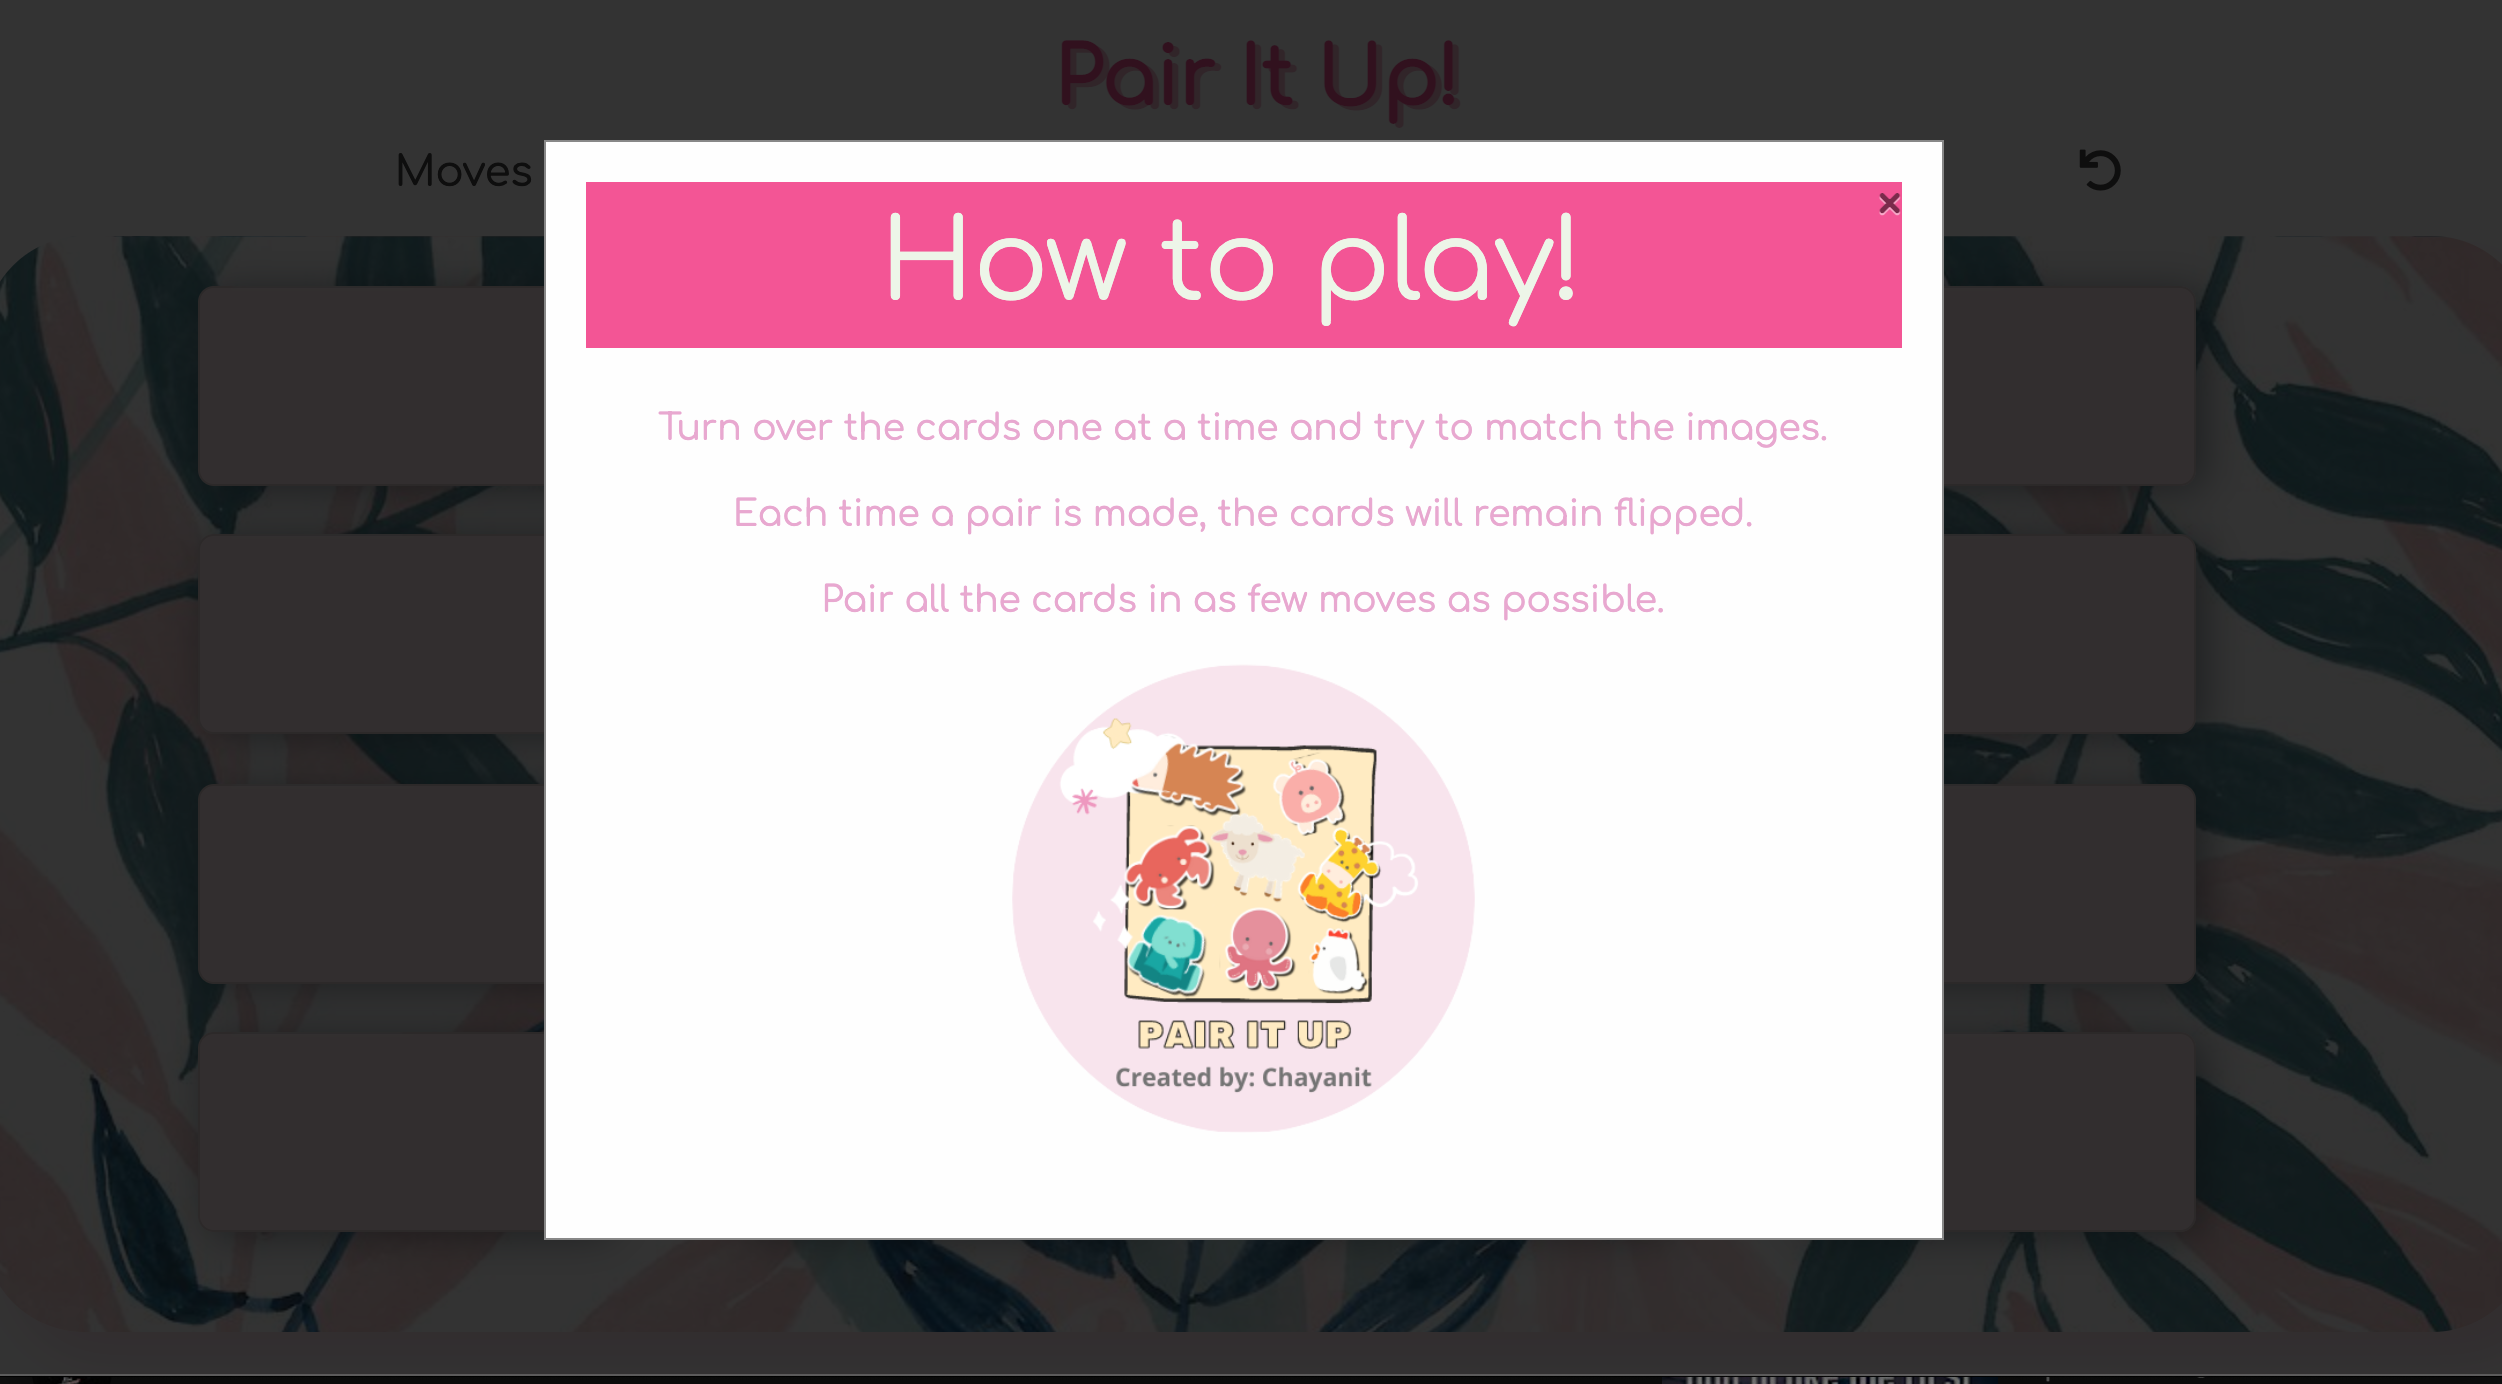 Pair It Up!
Moves
How to play!
Turn over the cards one at a time and try to match the images.
Each time a pair is made, the cards will remain flipped.
Pair all the cards in as few moves as possible.
PAIR IT UP
Created by: Chayanit